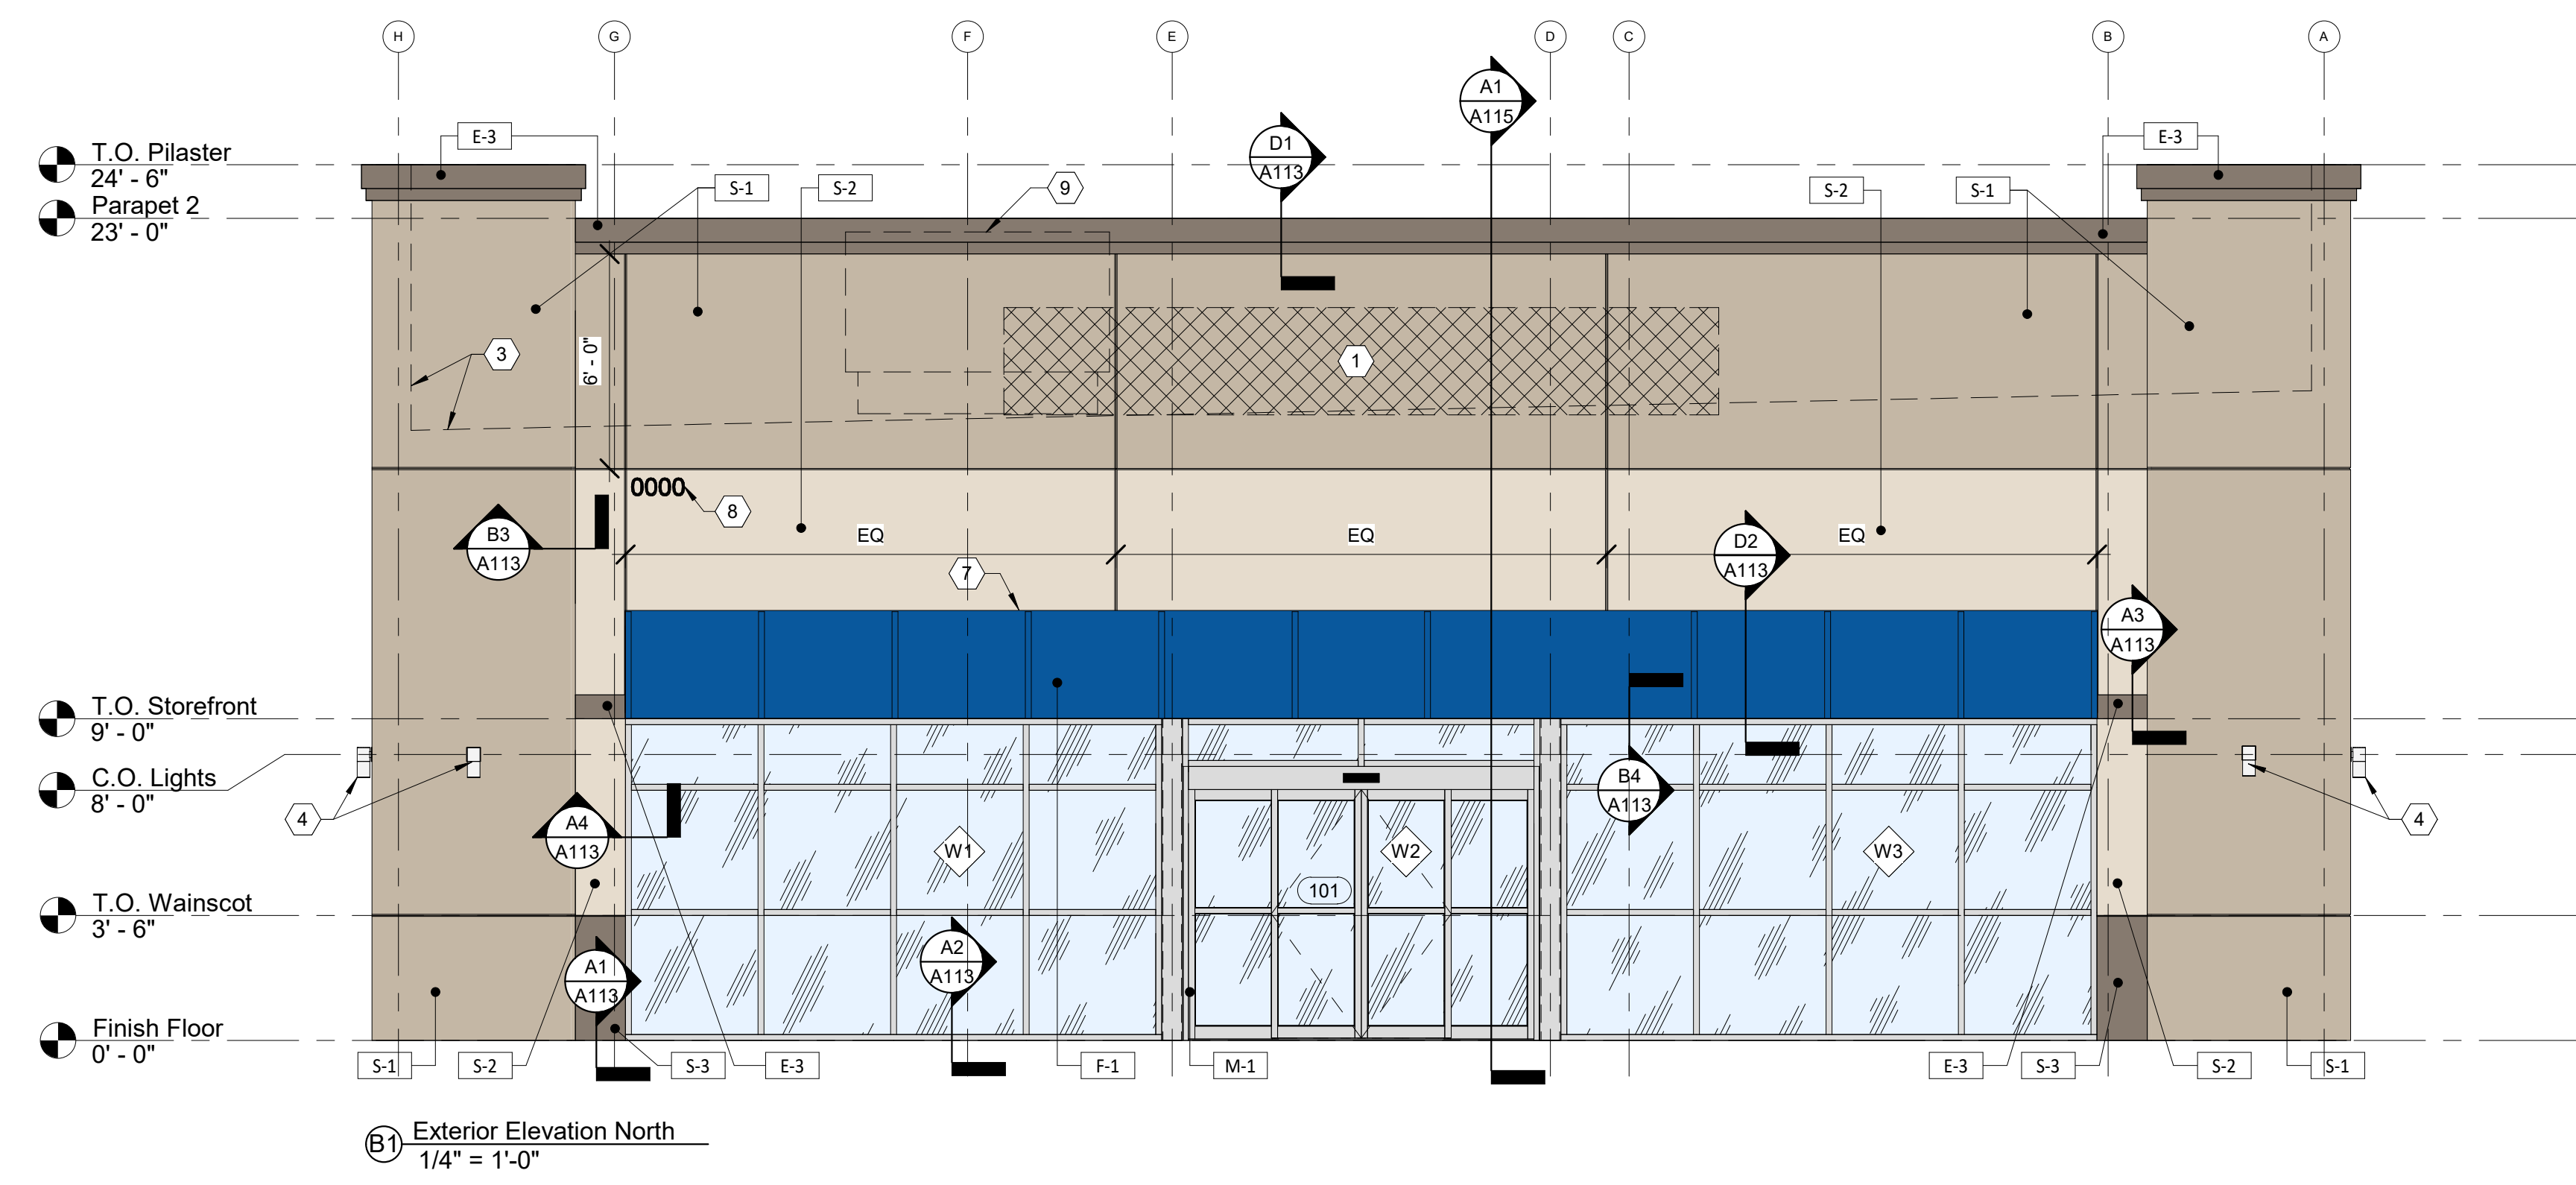 H G F E D C B A
A1
A115
D1
A113
E-3
E-3
T.O. Pilaster
24' - 6"
Parapet 2
23' - 0"
S-1
S-2
9
S-2
S-1
3
6' - 0"
1
0000
8
B3
A113
EQ
EQ
EQ
D2
A113
7
A3
A113
T.O. Storefront
9' - 0"
C.O. Lights
8' - 0"
4
4
B4
A113
A4
A113
W1
W2
W3
101
T.O. Wainscot
3' - 6"
A2
A113
A1
A113
Finish Floor
0' - 0"
S-1
S-2
S-3
E-3
F-1
M-1
E-3
S-3
S-2
S-1
B1
Exterior Elevation North
1/4" = 1'-0"